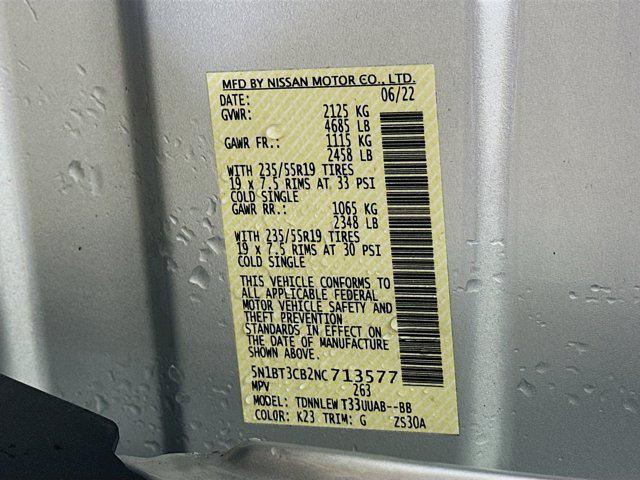 MFD BY NISSAN MOTOR CO., LTD.
DATE: 06/22
GVWR: 2125 KG
4685 LB
GAWR FR.: 1115 KG
2458 LB
WITH 235/55R19 TIRES
19 x 7.5 RIMS AT 33 PSI
COLD SINGLE
GAWR RR.: 1065 KG
2348 LB
WITH 235/55R19 TIRES
19 x 7.5 RIMS AT 30 PSI
COLD SINGLE
THIS VEHICLE CONFORMS TO
ALL APPLICABLE FEDERAL
MOTOR VEHICLE SAFETY AND
THEFT PREVENTION
STANDARDS IN EFFECT ON
THE DATE OF MANUFACTURE
SHOWN ABOVE.
5N1BT3CB2NC713577
MPV 263
MODEL: TDNNLEW T33UUAB--BB
COLOR: K23 TRIM: G ZS30A